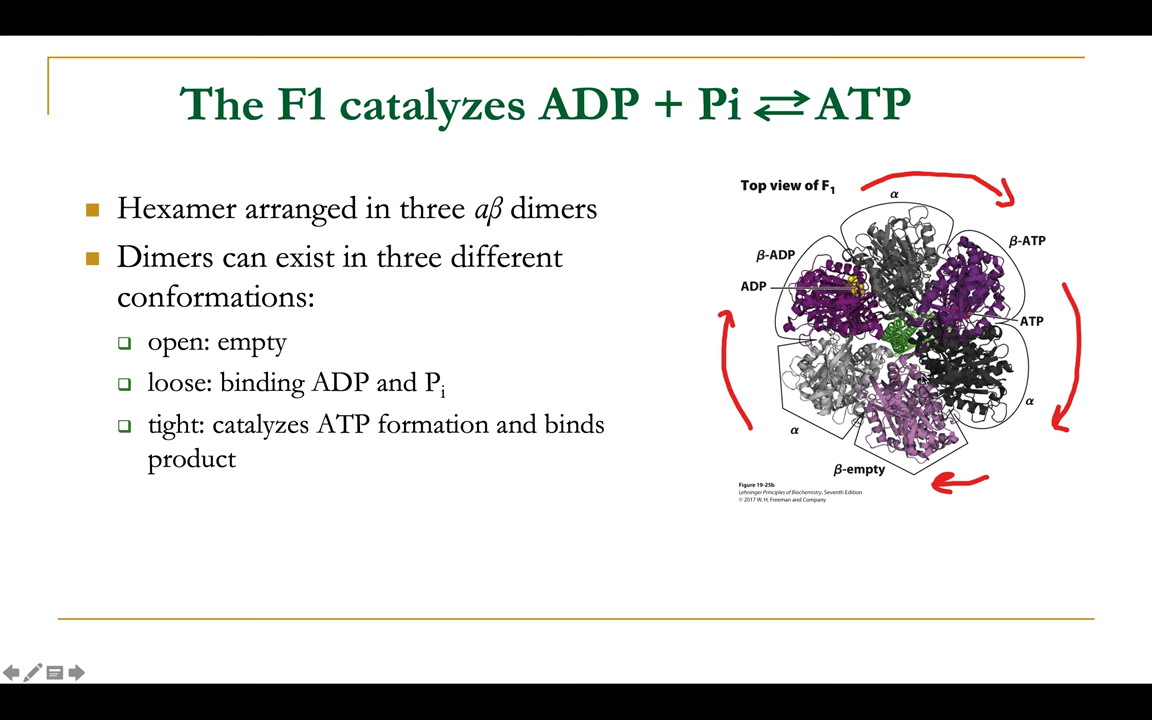 The F1 catalyzes ADP + Pi ⇌ ATP
Hexamer arranged in three αβ dimers
Dimers can exist in three different
conformations:
open: empty
loose: binding ADP and Pi
tight: catalyzes ATP formation and binds
product
Top view of F1
α
β-ATP
β-ADP
ADP
ATP
α
α
β-empty
Figure 19-25b
Lehninger Principles of Biochemistry, Seventh Edition
© 2017 W. H. Freeman and Company